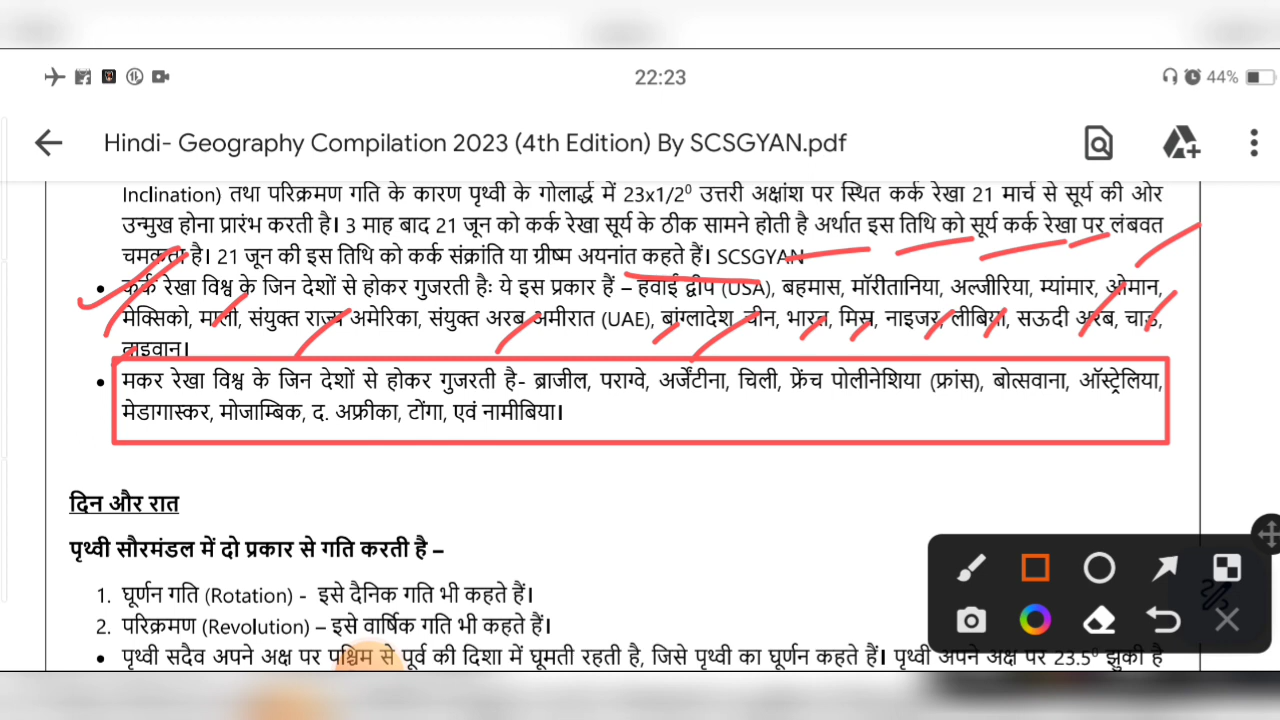 22:23
44%
Hindi- Geography Compilation 2023 (4th Edition) By SCSGYAN.pdf
Inclination) तथा परिक्रमण गति के कारण पृथ्वी के गोलार्द्ध में 23x1/2⁰ उत्तरी अक्षांश पर स्थित कर्क रेखा 21 मार्च से सूर्य की ओर
उन्मुख होना प्रारंभ करती है। 3 माह बाद 21 जून को कर्क रेखा सूर्य के ठीक सामने होती है अर्थात इस तिथि को सूर्य कर्क रेखा पर लंबवत
चमकता है। 21 जून की इस तिथि को कर्क संक्रांति या ग्रीष्म अयनांत कहते हैं। SCSGYAN
• कर्क रेखा विश्व के जिन देशों से होकर गुजरती हैः ये इस प्रकार हैं – हवाई द्वीप (USA), बहमास, मॉरीतानिया, अल्जीरिया, म्यांमार, ओमान,
मेक्सिको, माली, संयुक्त राज्य अमेरिका, संयुक्त अरब अमीरात (UAE), बांग्लादेश, चीन, भारत, मिस्र, नाइजर, लीबिया, सऊदी अरब, चाड,
ताइवान।
• मकर रेखा विश्व के जिन देशों से होकर गुजरती है- ब्राजील, पराग्वे, अर्जेंटीना, चिली, फ्रेंच पोलीनेशिया (फ्रांस), बोत्सवाना, ऑस्ट्रेलिया,
मेडागास्कर, मोजाम्बिक, द. अफ्रीका, टोंगा, एवं नामीबिया।
दिन और रात
पृथ्वी सौरमंडल में दो प्रकार से गति करती है –
1. घूर्णन गति (Rotation) - इसे दैनिक गति भी कहते हैं।
2. परिक्रमण (Revolution) – इसे वार्षिक गति भी कहते हैं।
• पृथ्वी सदैव अपने अक्ष पर पश्चिम से पूर्व की दिशा में घूमती रहती है, जिसे पृथ्वी का घूर्णन कहते हैं। पृथ्वी अपने अक्ष पर 23.5⁰ झुकी है